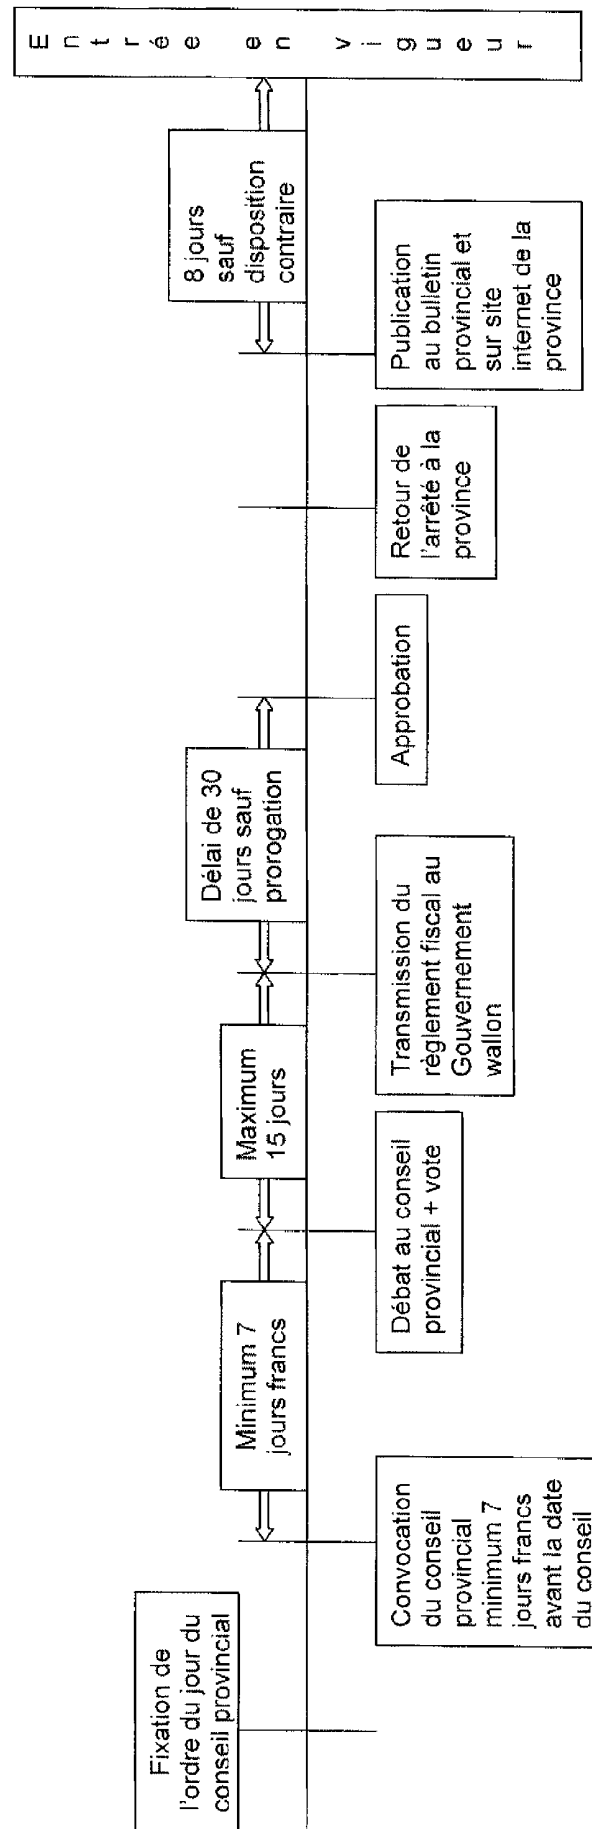 Fixation de
l'ordre du jour du
conseil provincial
Convocation
du conseil
provincial
minimum 7
jours francs
avant la date
du conseil
Minimum 7
jours francs
Débat au conseil
provincial + vote
Maximum
15 jours
Transmission du
règlement fiscal au
Gouvernement
wallon
Délai de 30
jours sauf
prorogation
Approbation
Retour de
l'arrêté à la
province
Publication
au bulletin
provincial et
sur site
internet de la
province
8 jours
sauf
disposition
contraire
Entrée en vigueur